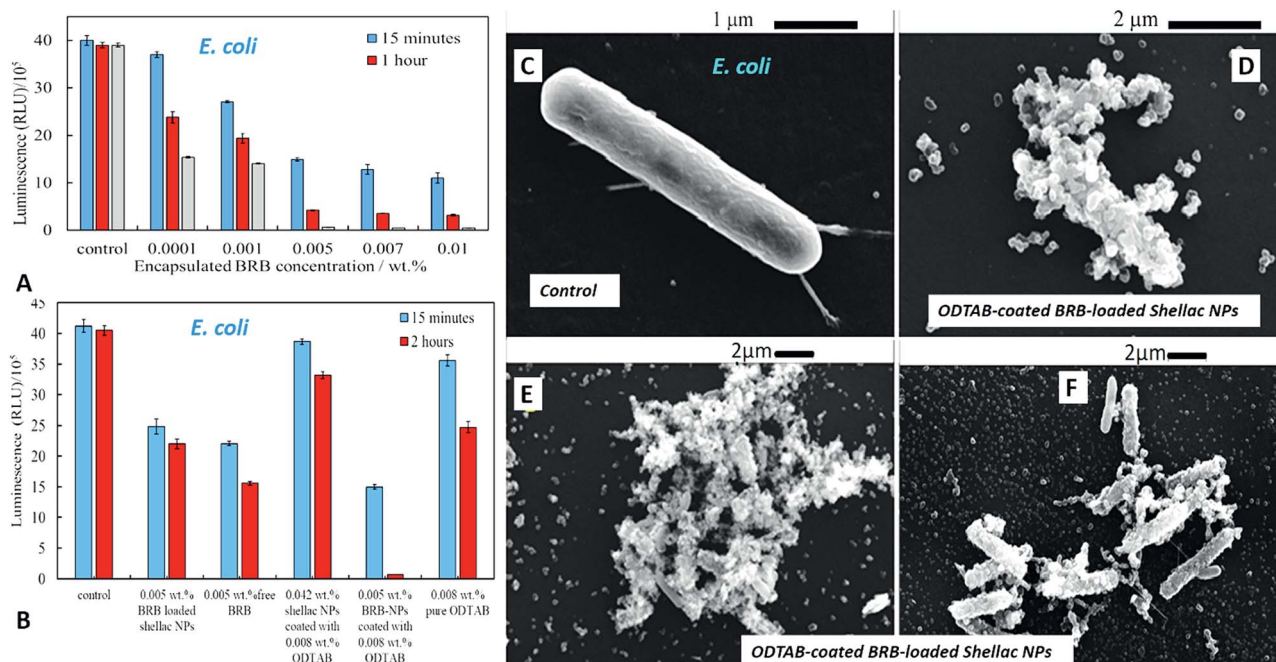 40
30
20
10
0
E. coli
15 minutes
1 hour
Luminescence (RLU)/10⁵
control 0.0001 0.001 0.005 0.007 0.01
Encapsulated BRB concentration / wt.%
A
45
40
35
30
25
20
15
10
5
0
E. coli
15 minutes
2 hours
Luminescence (RLU)/10⁵
control
0.005 wt.%
BRB loaded
shellac NPs
0.005 wt.%free
BRB
0.042 wt.%
shellac NPs
coated with
0.008 wt.%
ODTAB
0.005 wt.%
BRB-NPs
coated with
0.008 wt.%
ODTAB
0.008 wt.%
pure ODTAB
B
1 μm
C
E. coli
Control
2 μm
D
ODTAB-coated BRB-loaded Shellac NPs
2μm
E
2μm
F
ODTAB-coated BRB-loaded Shellac NPs